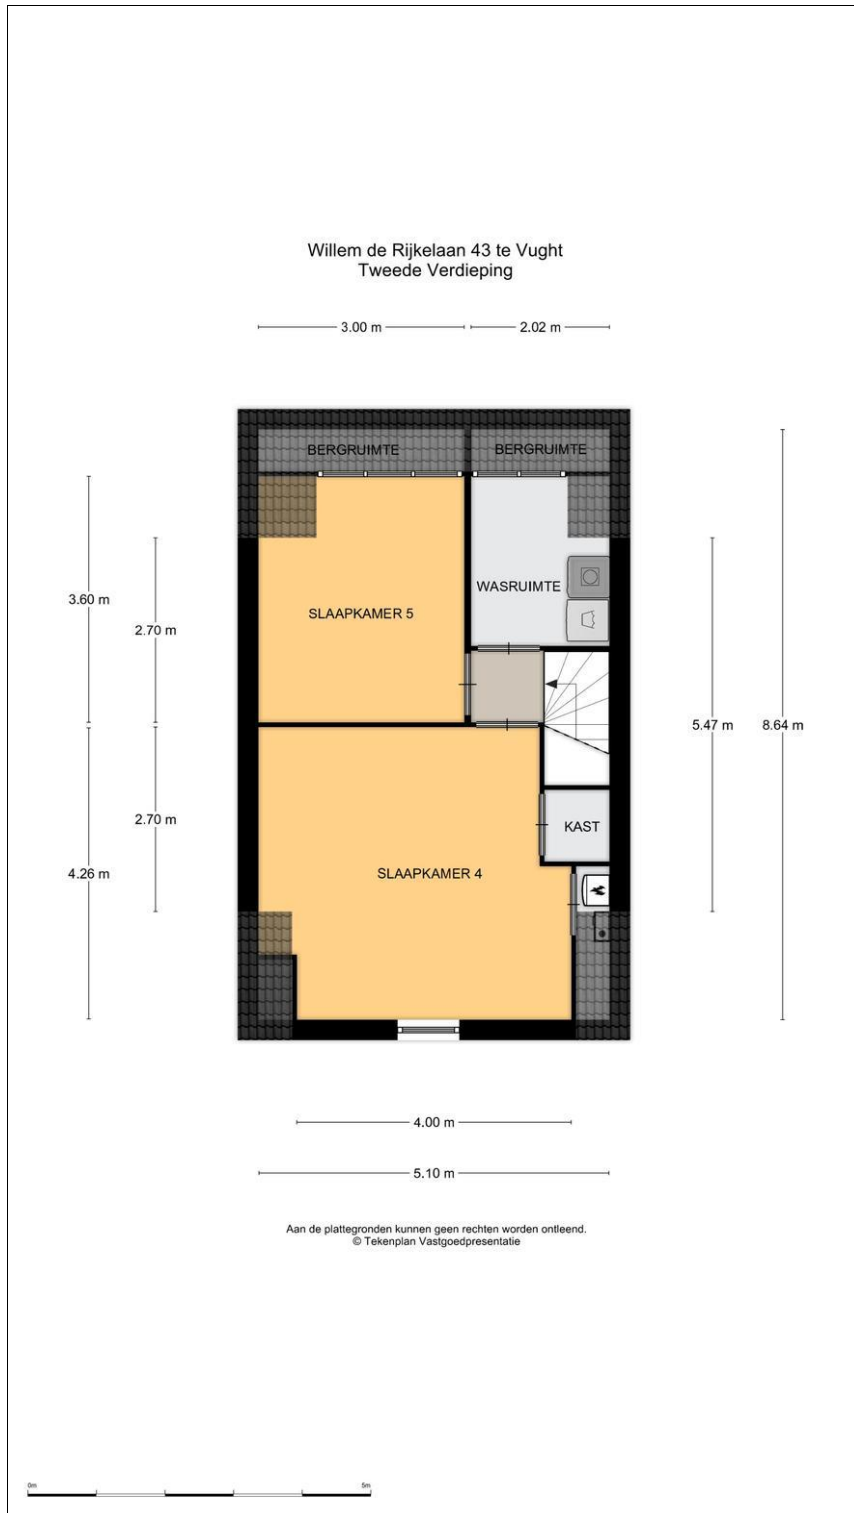 Willem de Rijkelaan 43 te Vught
Tweede Verdieping
3.00 m
2.02 m
BERGRUIMTE
BERGRUIMTE
3.60 m
2.70 m
SLAAPKAMER 5
WASRUIMTE
5.47 m
8.64 m
2.70 m
KAST
4.26 m
SLAAPKAMER 4
4.00 m
5.10 m
Aan de plattegronden kunnen geen rechten worden ontleend.
© Tekenplan Vastgoedpresentatie
0m
5m